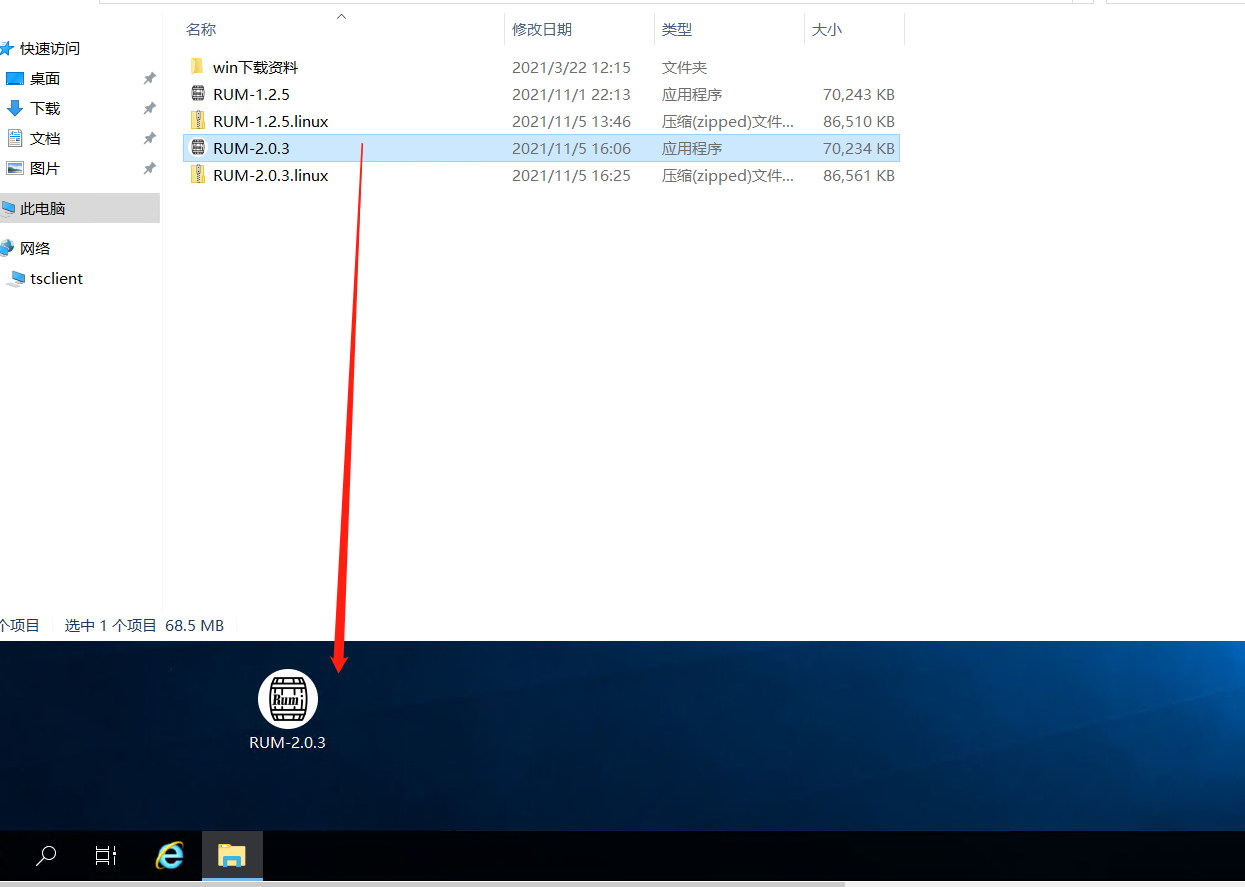 名称 修改日期 类型 大小
快速访问
桌面
下载
文档
图片
此电脑
网络
tsclient
win下载资料 2021/3/22 12:15 文件夹
RUM-1.2.5 2021/11/1 22:13 应用程序 70,243 KB
RUM-1.2.5.linux 2021/11/5 13:46 压缩(zipped)文件... 86,510 KB
RUM-2.0.3 2021/11/5 16:06 应用程序 70,234 KB
RUM-2.0.3.linux 2021/11/5 16:25 压缩(zipped)文件... 86,561 KB
个项目 选中 1 个项目 68.5 MB
Rum
RUM-2.0.3